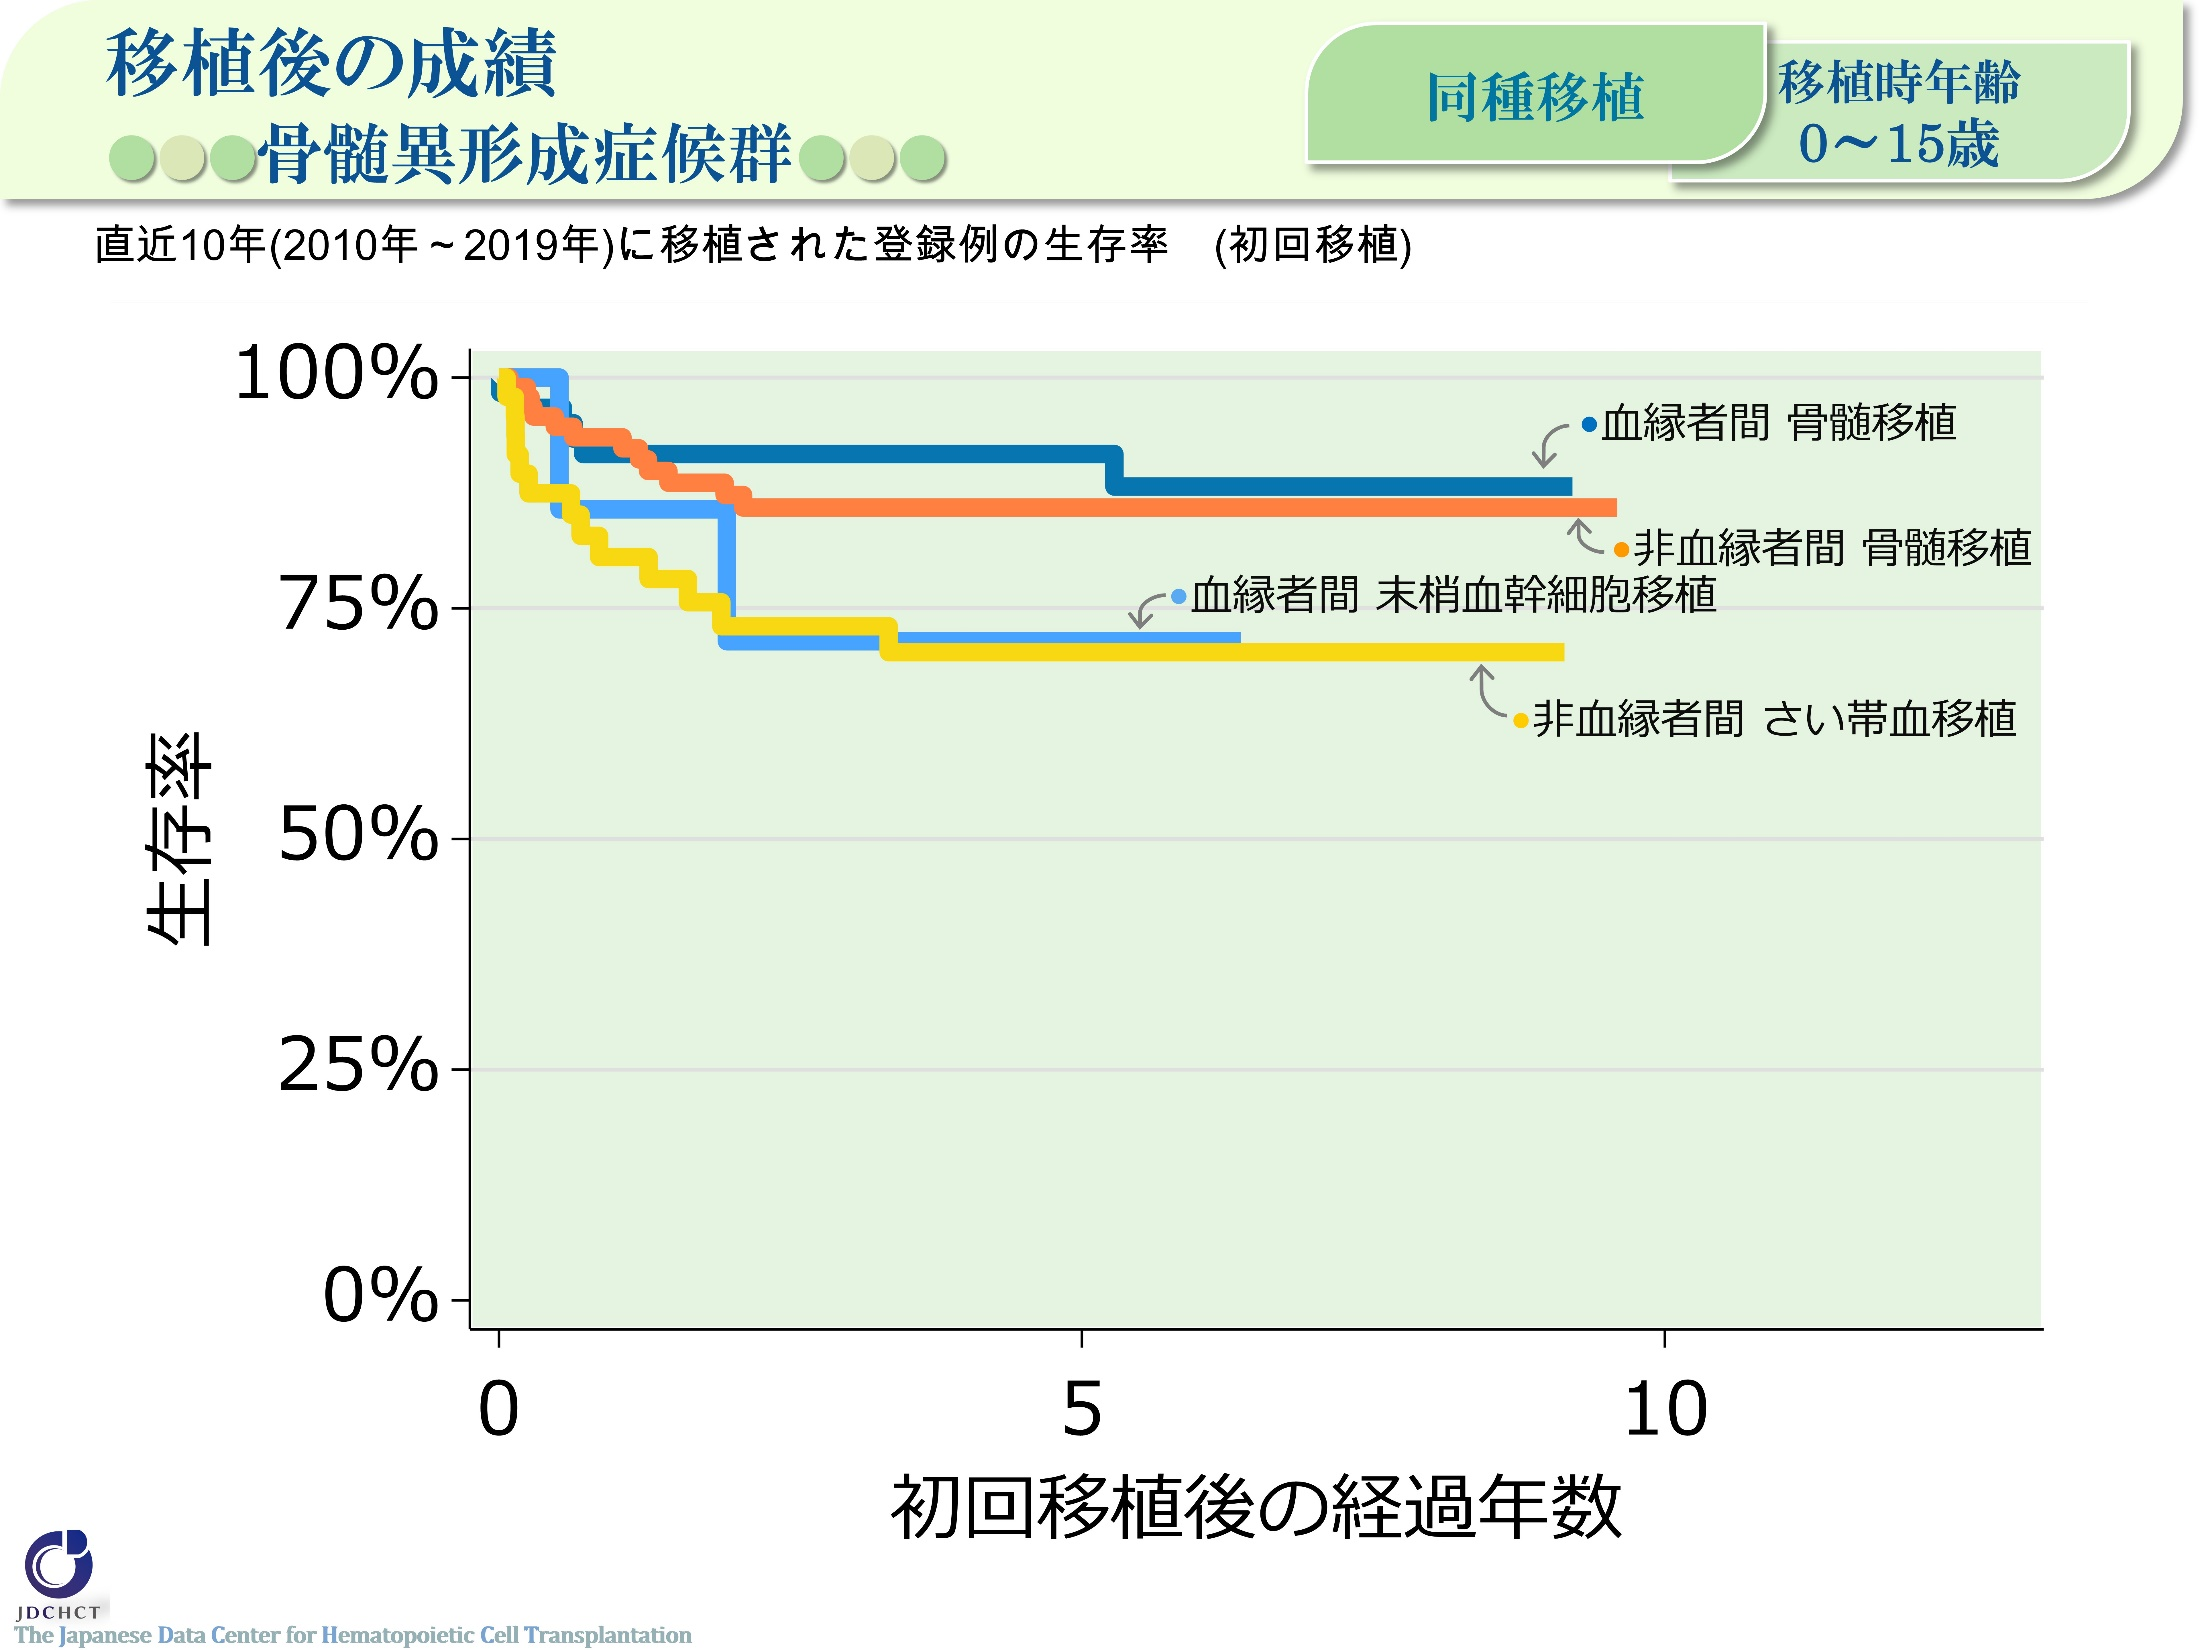 移植後の成績
骨髄異形成症候群
同種移植
移植時年齢
0～15歳
直近10年(2010年～2019年)に移植された登録例の生存率　(初回移植)
100%
75%
50%
25%
0%
生存率
血縁者間 骨髄移植
非血縁者間 骨髄移植
血縁者間 末梢血幹細胞移植
非血縁者間 さい帯血移植
0
5
10
初回移植後の経過年数
JDCHCT
The Japanese Data Center for Hematopoietic Cell Transplantation